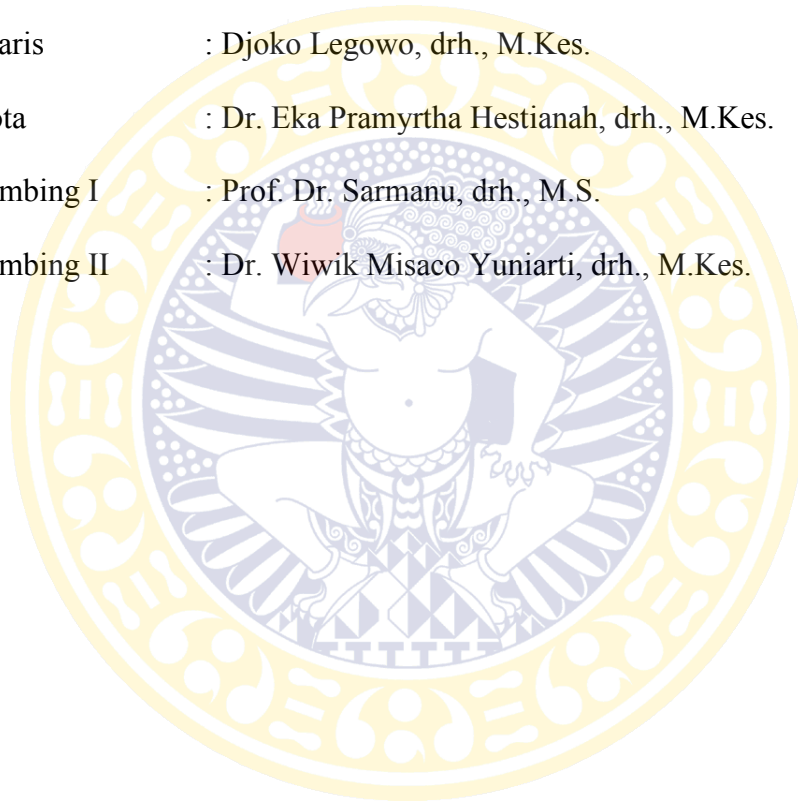 aris : Djoko Legowo, drh., M.Kes.
ota : Dr. Eka Pramyrtha Hestianah, drh., M.Kes.
mbing I : Prof. Dr. Sarmanu, drh., M.S.
mbing II : Dr. Wiwik Misaco Yuniarti, drh., M.Kes.